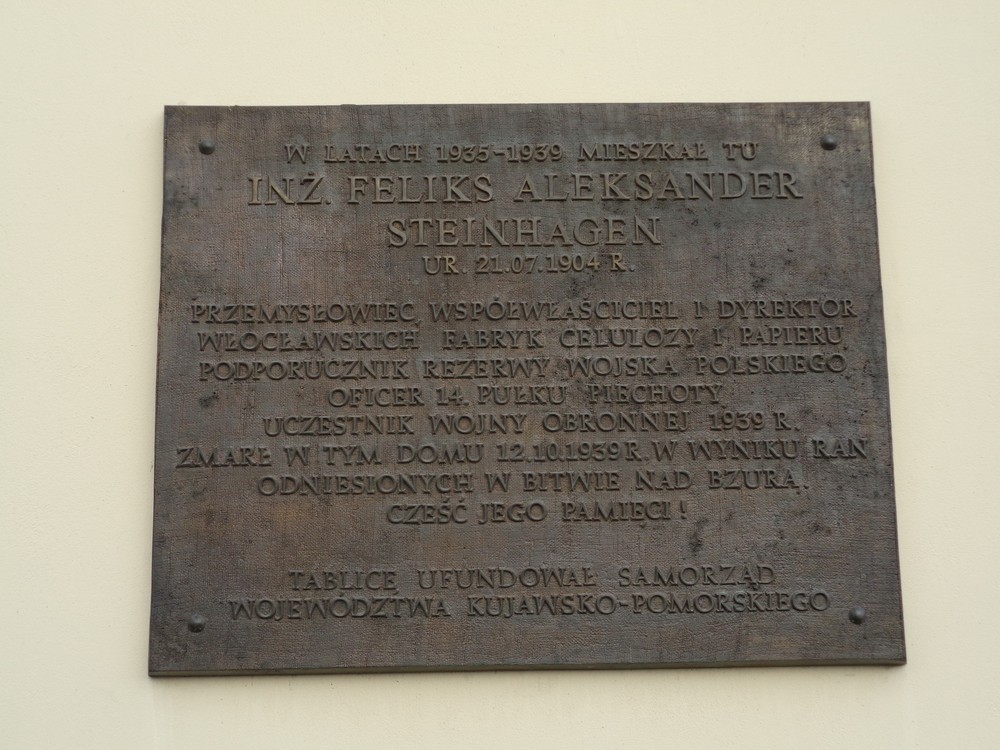 W LATACH 1935-1939 MIESZKAŁ TU
INŻ. FELIKS ALEKSANDER
STEINHAGEN
UR. 21.07.1904 R.
PRZEMYSŁOWIEC, WSPÓŁWŁAŚCICIEL I DYREKTOR
WŁOCŁAWSKICH FABRYK CELULOZY I PAPIERU,
PODPORUCZNIK REZERWY WOJSKA POLSKIEGO
OFICER 14. PUŁKU PIECHOTY
UCZESTNIK WOJNY OBRONNEJ 1939 R.
ZMARŁ W TYM DOMU 12.10.1939 R. W WYNIKU RAN
ODNIESIONYCH W BITWIE NAD BZURĄ.
CZEŚĆ JEGO PAMIĘCI!
TABLICĘ UFUNDOWAŁ SAMORZĄD
WOJEWÓDZTWA KUJAWSKO-POMORSKIEGO